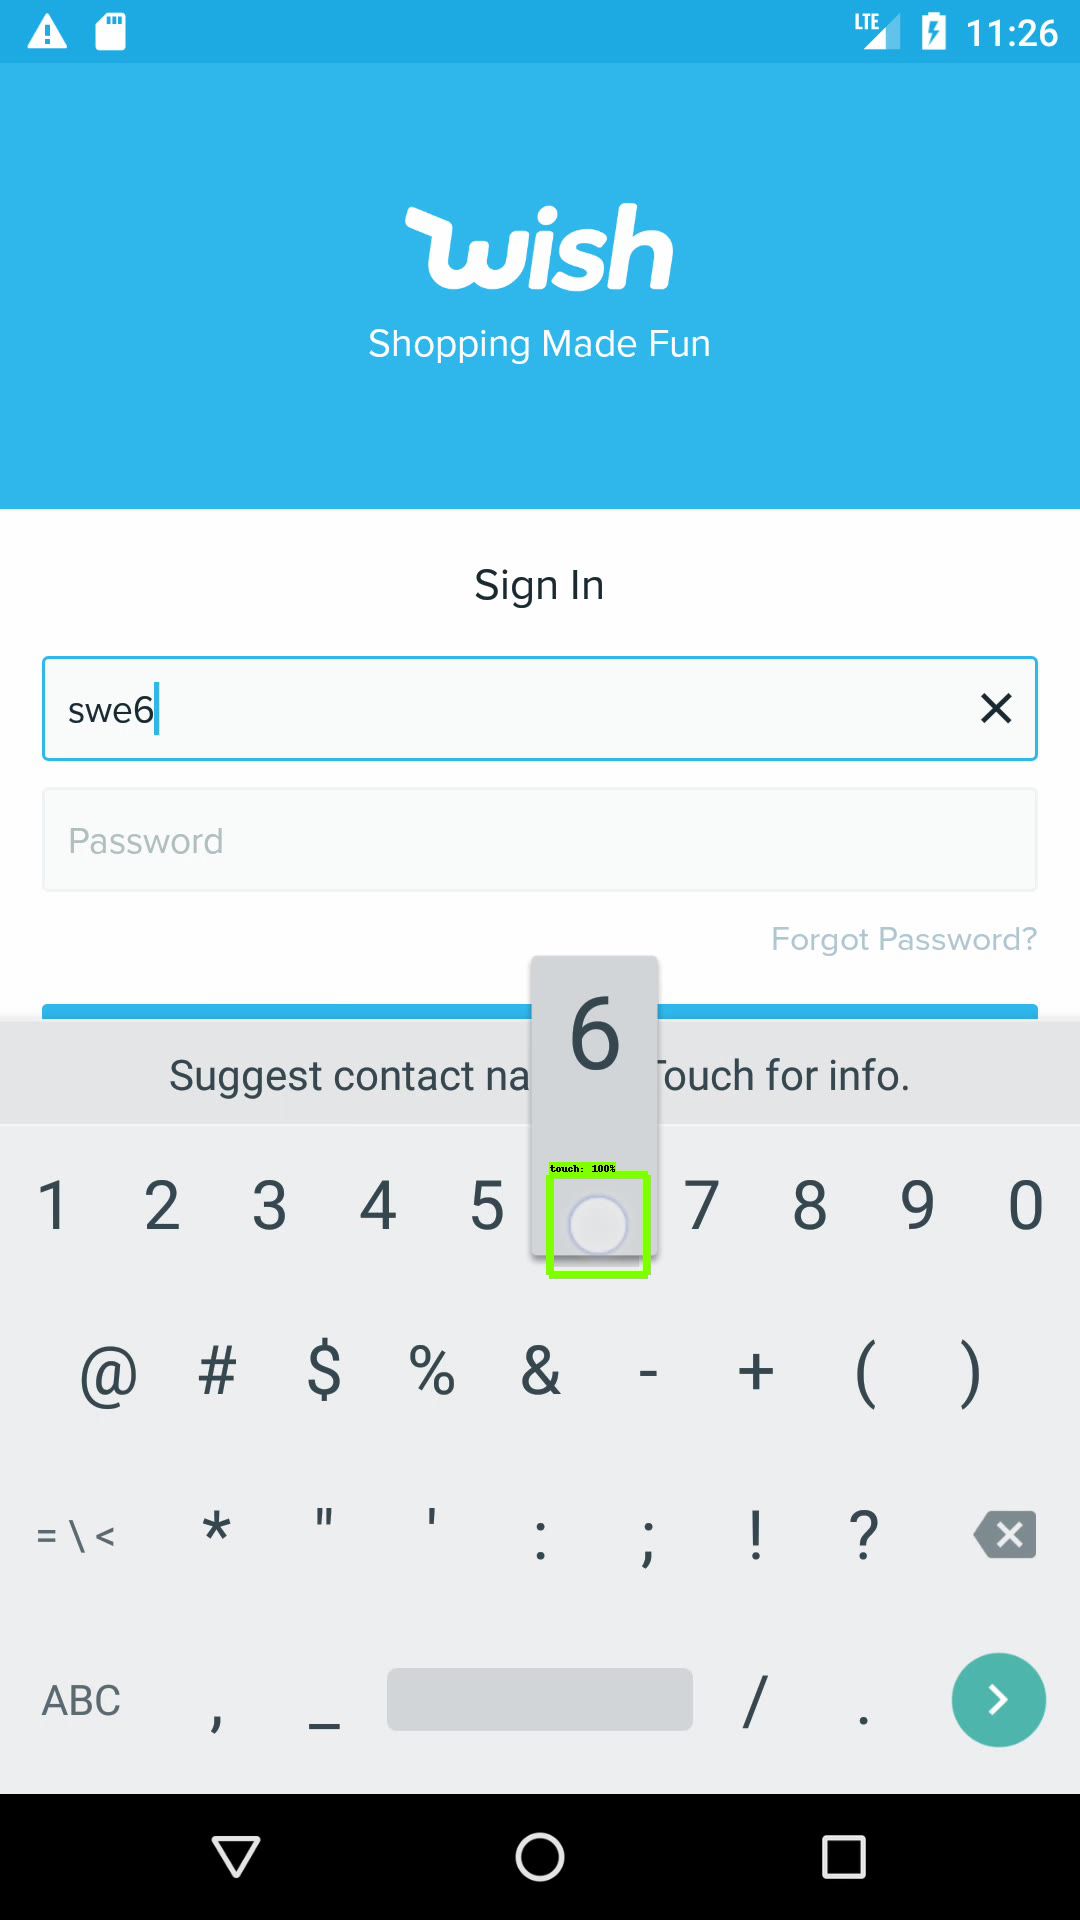 LTE 11:26
wish
Shopping Made Fun
Sign In
swe6
Password
Forgot Password?
6
Suggest contact na Touch for info.
touch: 100%
1 2 3 4 5 7 8 9 0
@ # $ % & - + ( )
= \ < * " ' : ; ! ?
ABC , _ / .